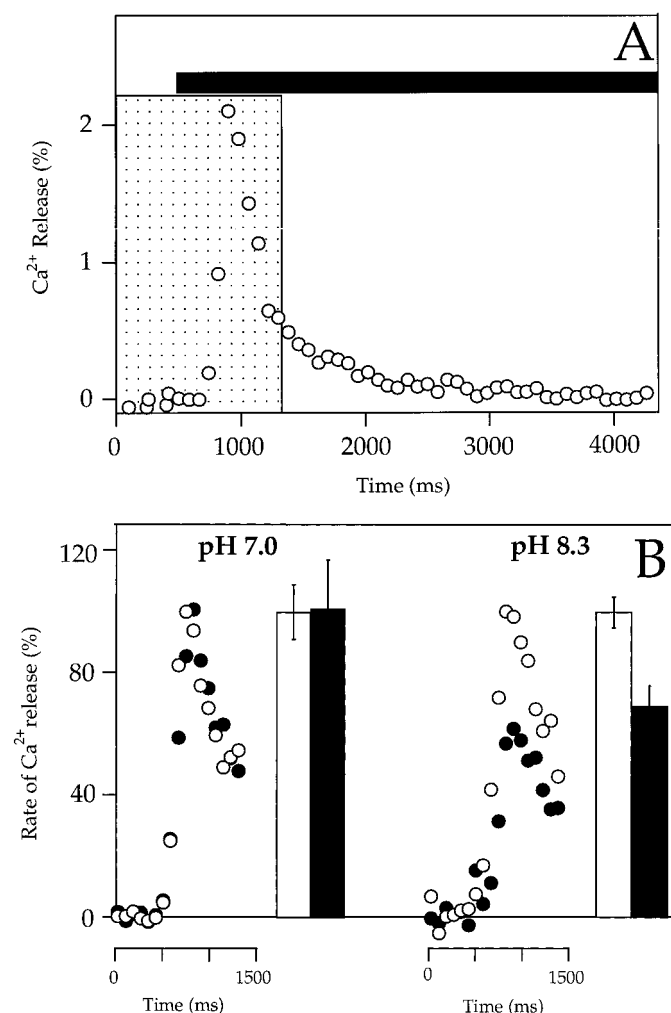 A
Ca2+ Release (%)
2
1
0
0 1000 2000 3000 4000
Time (ms)
B
pH 7.0 pH 8.3
Rate of Ca2+ release (%)
120
80
40
0
0 1500 0 1500
Time (ms) Time (ms)